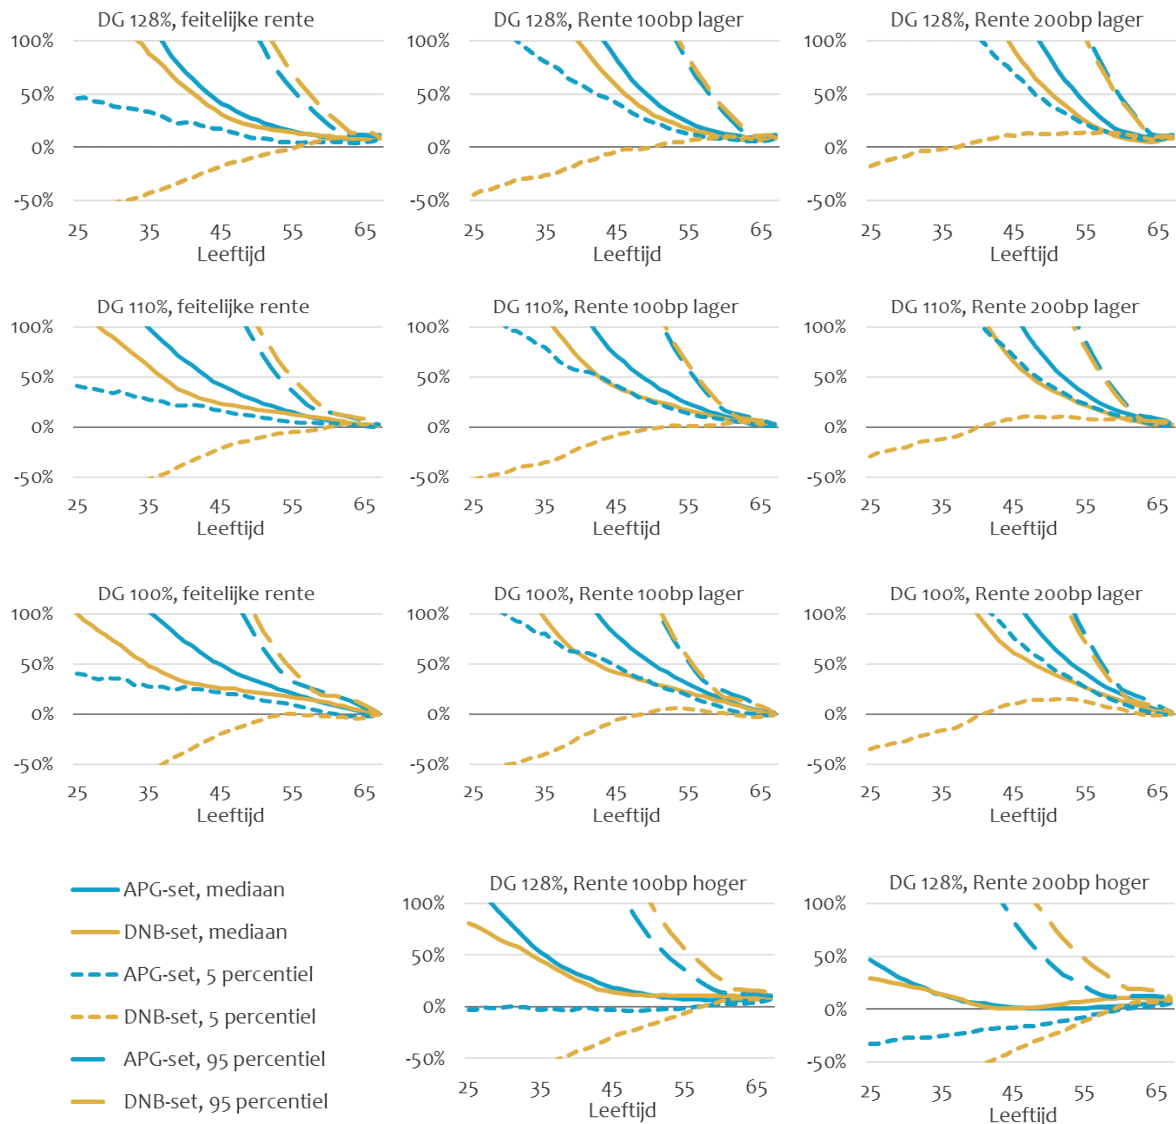 DG 128%, feitelijke rente
100%
50%
0%
-50%
25 35 45 55 65
Leeftijd
DG 128%, Rente 100bp lager
100%
50%
0%
-50%
25 35 45 55 65
Leeftijd
DG 128%, Rente 200bp lager
100%
50%
0%
-50%
25 35 45 55 65
Leeftijd
DG 110%, feitelijke rente
100%
50%
0%
-50%
25 35 45 55 65
Leeftijd
DG 110%, Rente 100bp lager
100%
50%
0%
-50%
25 35 45 55 65
Leeftijd
DG 110%, Rente 200bp lager
100%
50%
0%
-50%
25 35 45 55 65
Leeftijd
DG 100%, feitelijke rente
100%
50%
0%
-50%
25 35 45 55 65
Leeftijd
DG 100%, Rente 100bp lager
100%
50%
0%
-50%
25 35 45 55 65
Leeftijd
DG 100%, Rente 200bp lager
100%
50%
0%
-50%
25 35 45 55 65
Leeftijd
APG-set, mediaan
DNB-set, mediaan
APG-set, 5 percentiel
DNB-set, 5 percentiel
APG-set, 95 percentiel
DNB-set, 95 percentiel
DG 128%, Rente 100bp hoger
100%
50%
0%
-50%
25 35 45 55 65
Leeftijd
DG 128%, Rente 200bp hoger
100%
50%
0%
-50%
25 35 45 55 65
Leeftijd